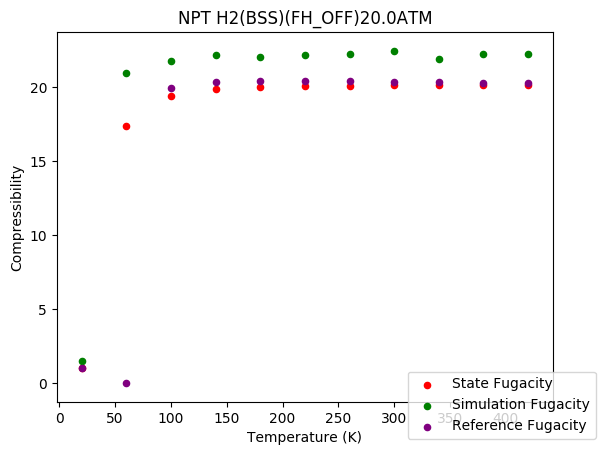 NPT H2(BSS)(FH_OFF)20.0ATM
Compressibility
20
15
10
5
0
0 50 100 150 200 250 300 350 400
Temperature (K)
State Fugacity
Simulation Fugacity
Reference Fugacity